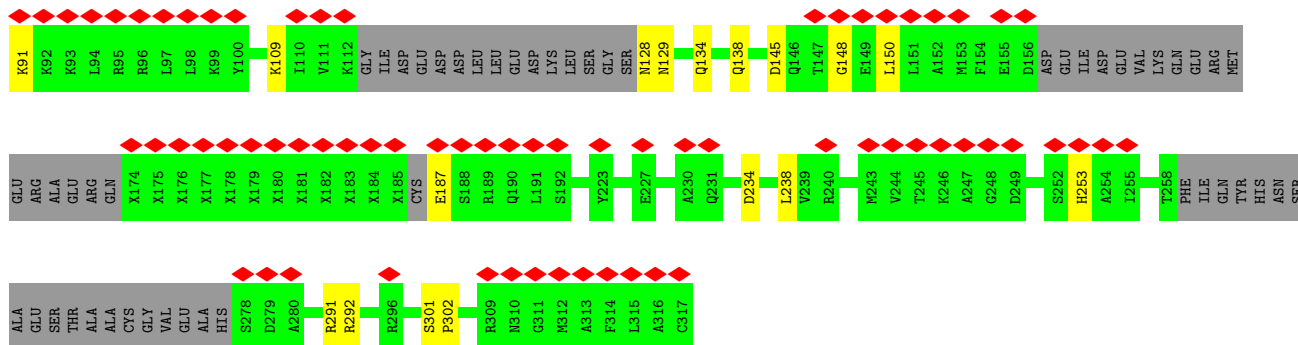 K91 K92 K93 L94 R95 R96 L97 L98 K99 Y100 K109 I110 V111 K112 GLY ILE ASP GLU ASP ASP LEU LEU GLU ASP LYS LEU SER GLY SER N128 N129 Q134 Q138 D145 Q146 T147 G148 E149 L150 L151 A152 M153 F154 E155 D156 ASP GLU ILE ASP GLU VAL LYS GLN GLU ARG MET
GLU ARG ALA GLU ARG GLN X174 X175 X176 X177 X178 X179 X180 X181 X182 X183 X184 X185 CYS E187 S188 R189 Q190 L191 S192 Y223 E227 A230 Q231 D234 L238 V239 R240 M243 V244 T245 K246 A247 G248 D249 S252 H253 A254 I255 T258 PHE ILE GLN TYR HIS ASN SER
ALA GLU SER THR ALA ALA CYS GLY VAL GLU ALA HIS S278 D279 A280 R291 R292 R296 S301 P302 R309 N310 G311 M312 A313 F314 L315 A316 C317